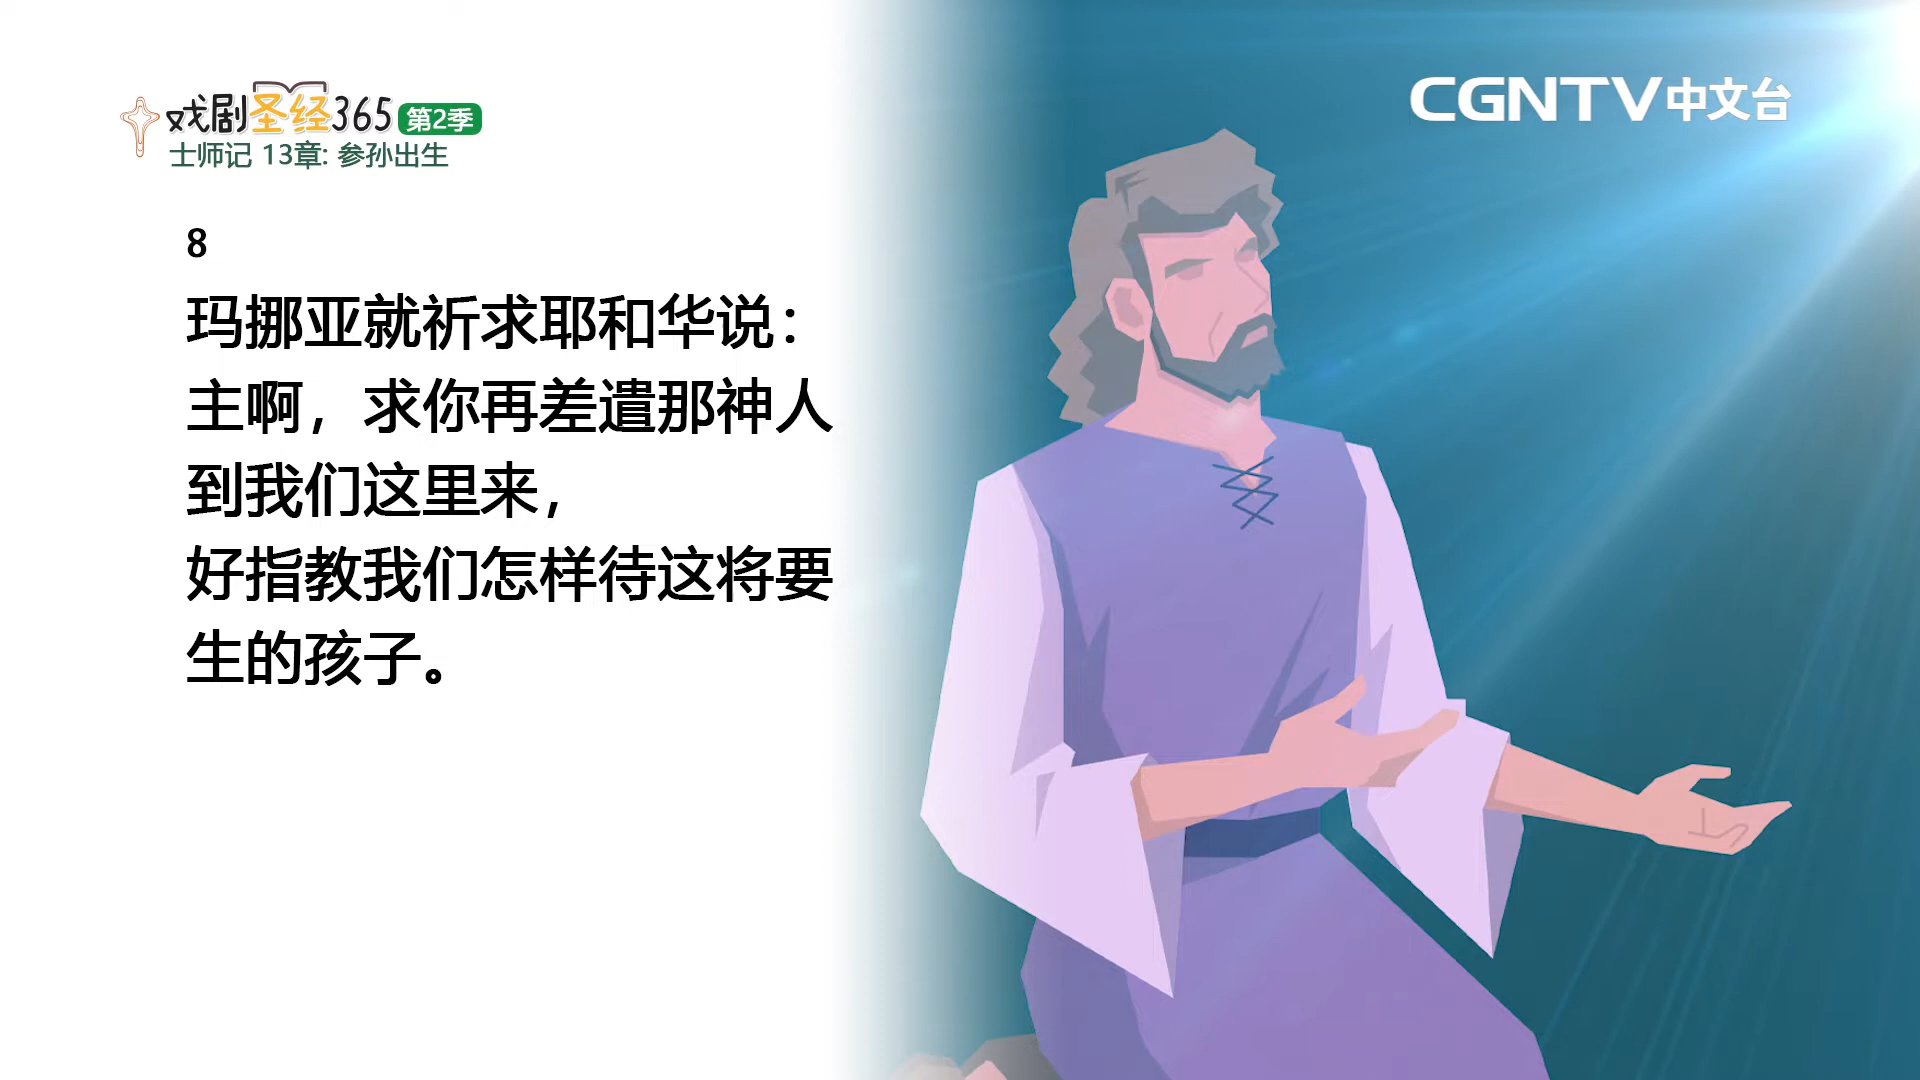 戏剧圣经365 第2季
士师记 13章: 参孙出生
CGNTV中文台
8
玛挪亚就祈求耶和华说：
主啊，求你再差遣那神人
到我们这里来，
好指教我们怎样待这将要
生的孩子。